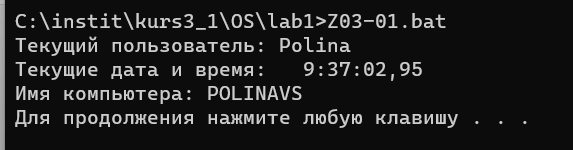 C:\instit\kurs3_1\OS\lab1>Z03-01.bat
Текущий пользователь: Polina
Текущие дата и время:   9:37:02,95
Имя компьютера: POLINAVS
Для продолжения нажмите любую клавишу . . .